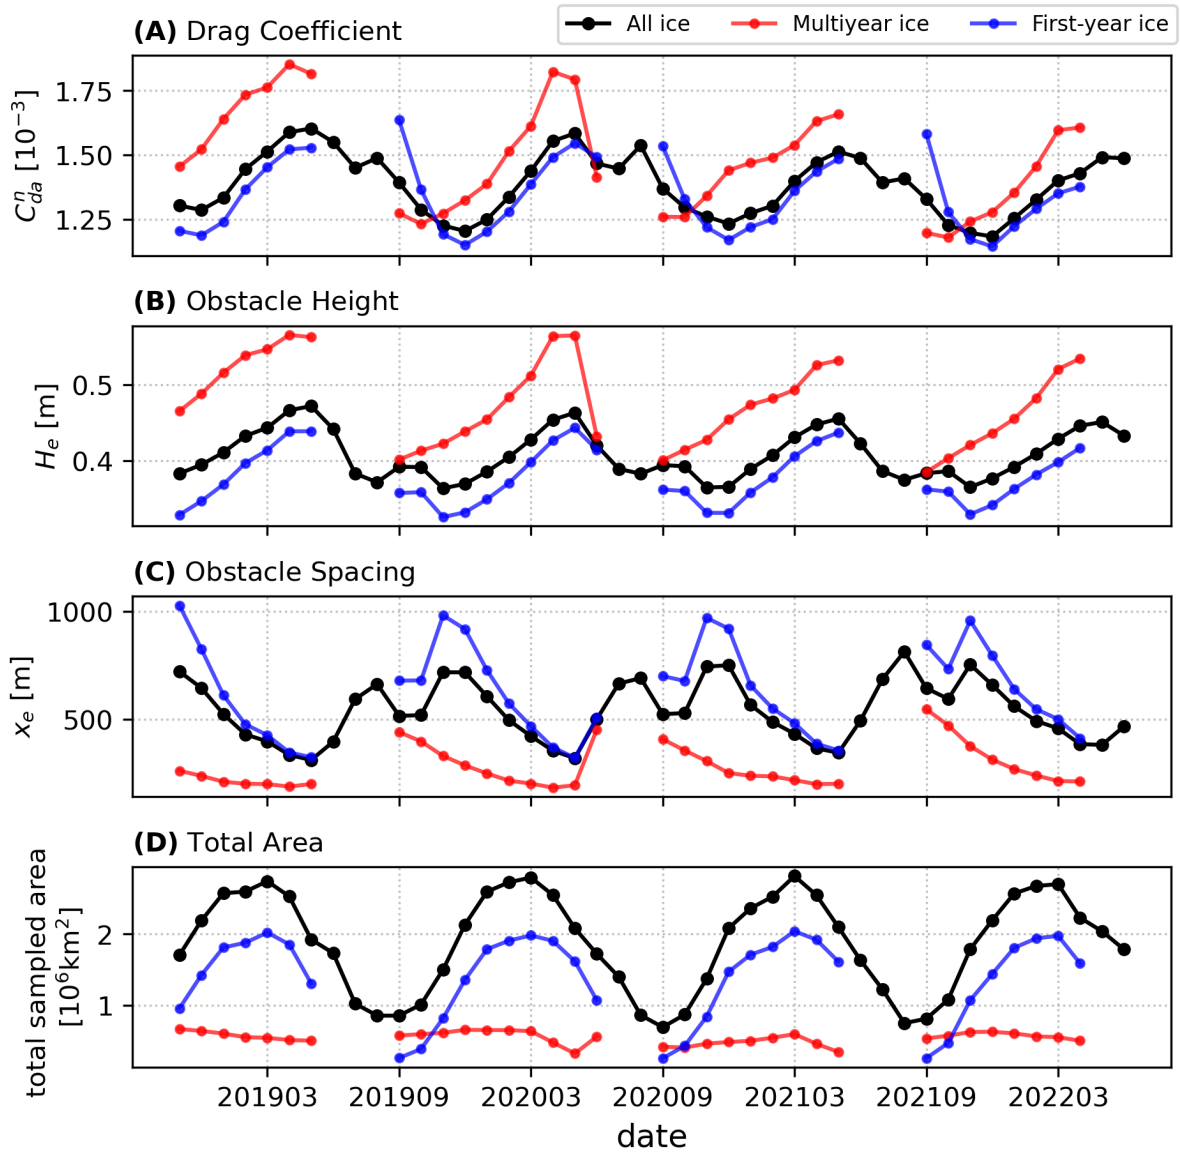 All ice Multiyear ice First-year ice
(A) Drag Coefficient
1.75
1.50
1.25
C^n_da [10^−3]
(B) Obstacle Height
0.5
0.4
H_e [m]
(C) Obstacle Spacing
1000
500
x_e [m]
(D) Total Area
2
1
total sampled area
[10^6km^2]
201903 201909 202003 202009 202103 202109 202203
date